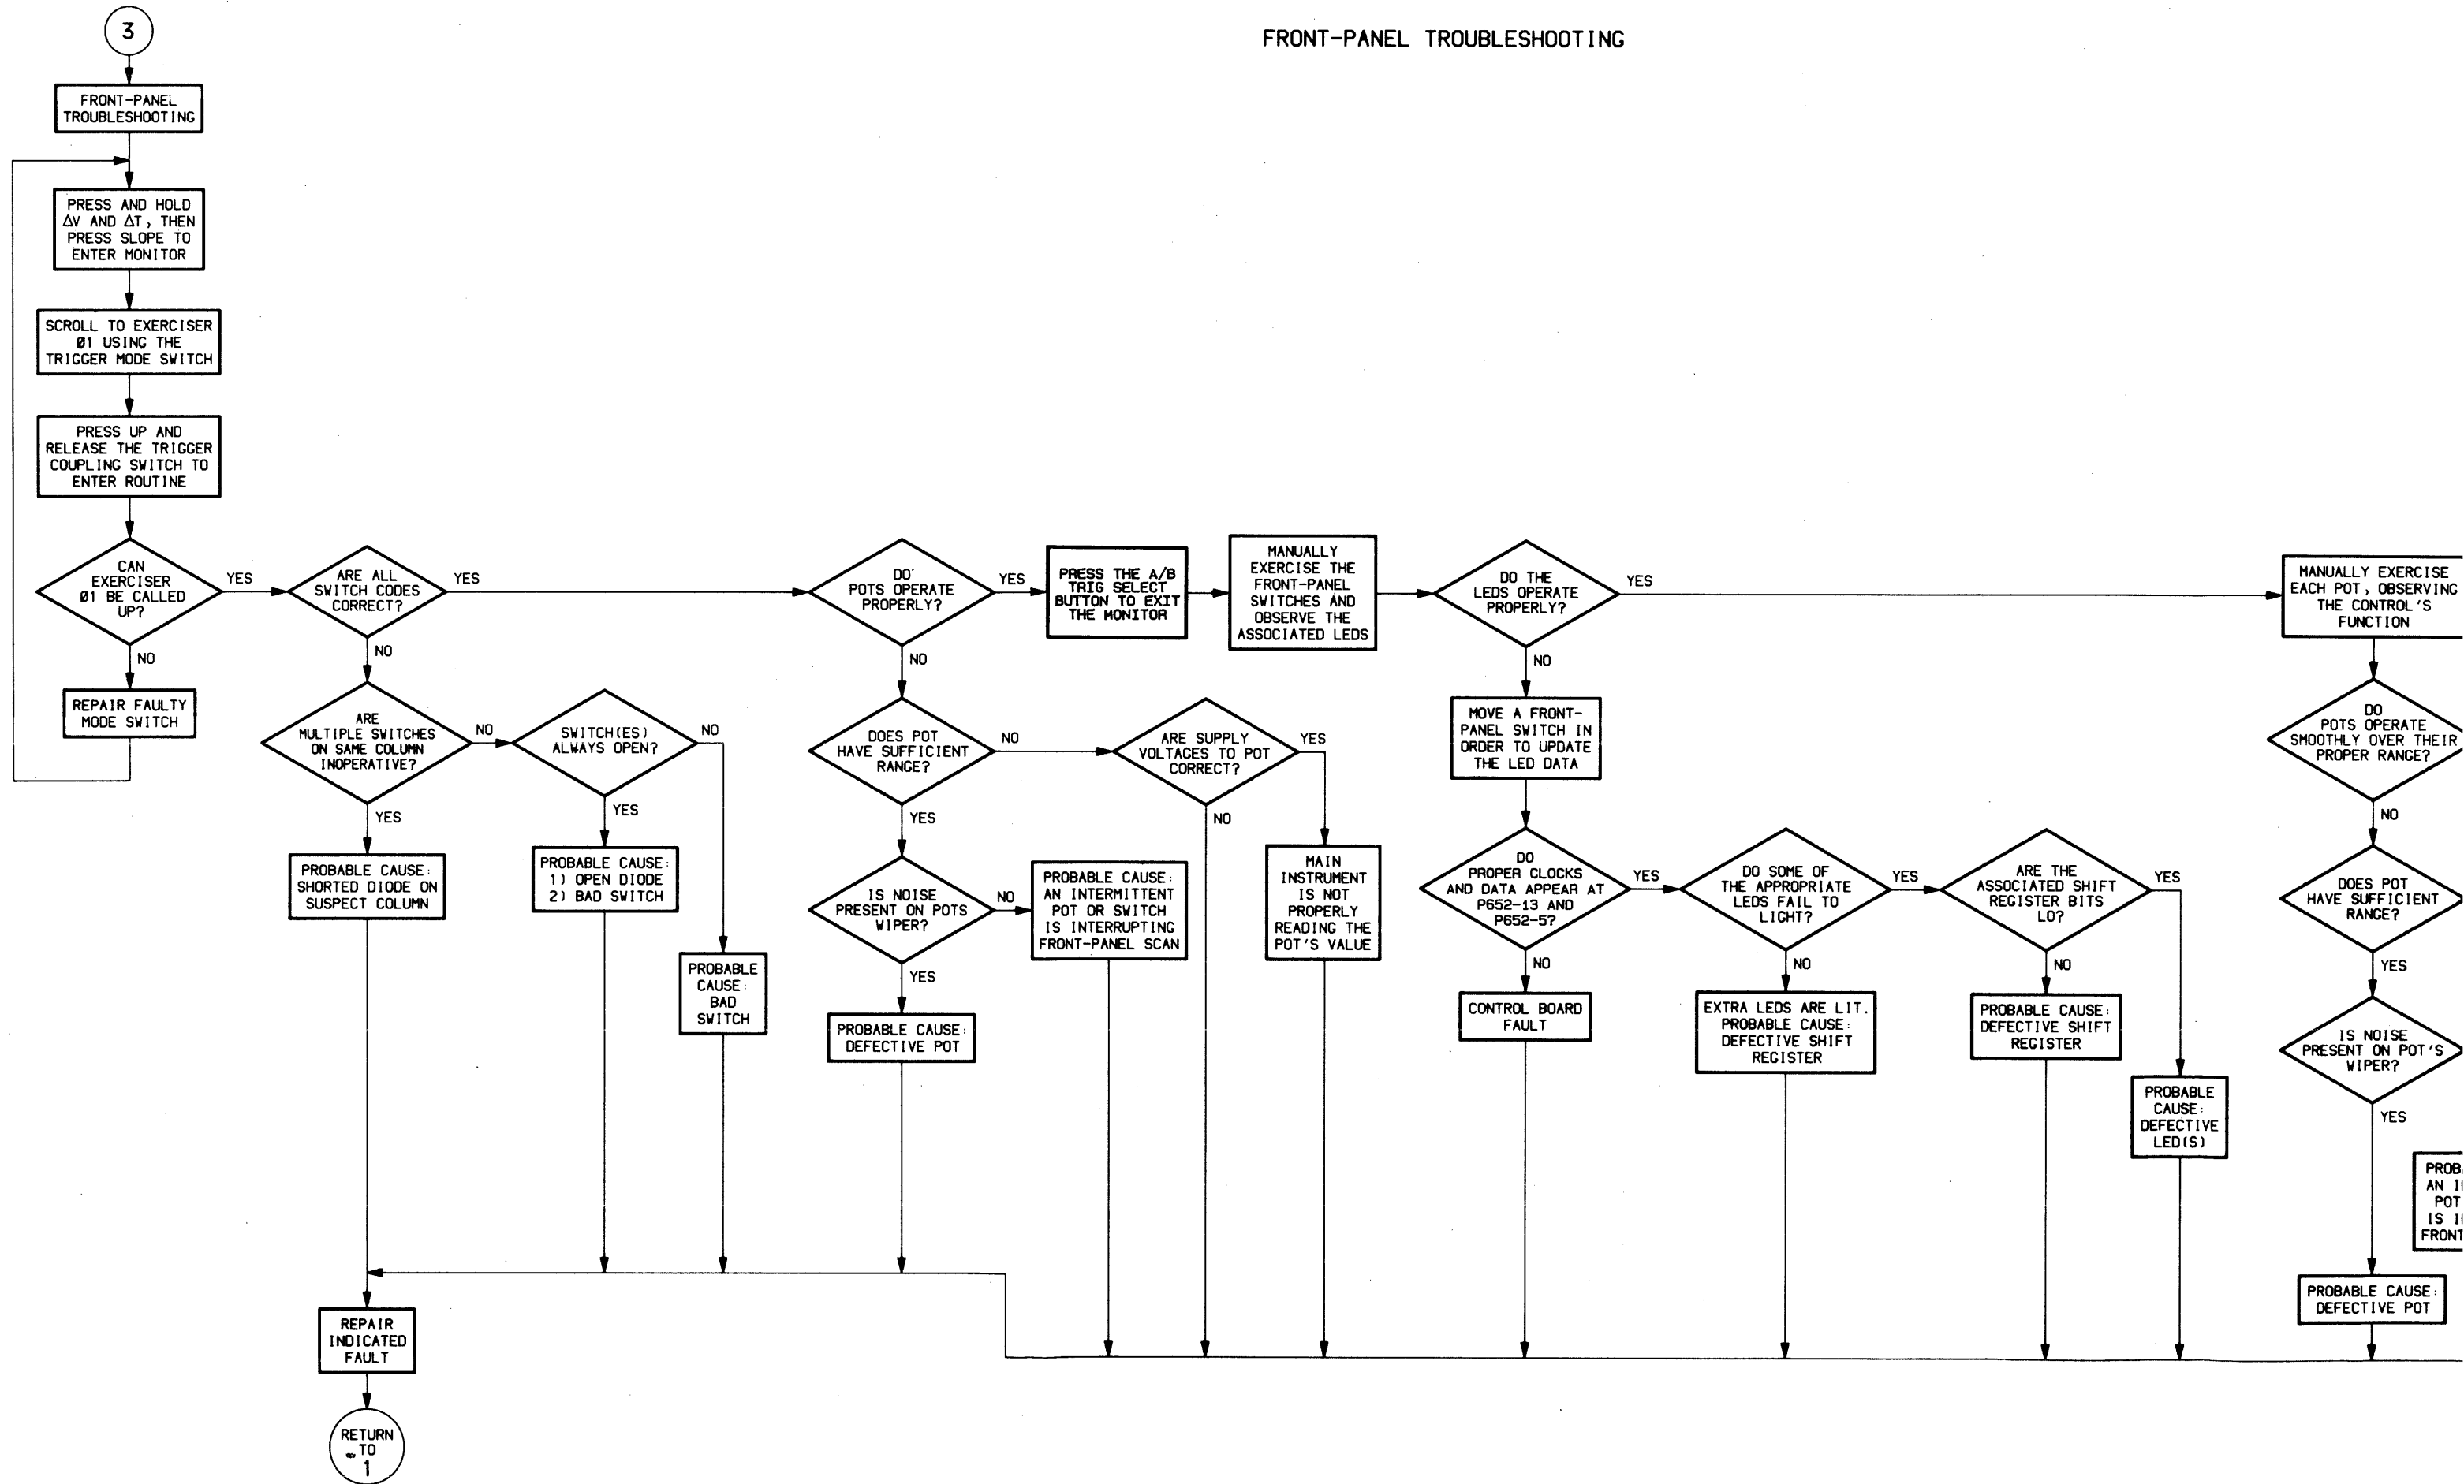 FRONT-PANEL TROUBLESHOOTING
3
FRONT-PANEL
TROUBLESHOOTING
PRESS AND HOLD
ΔV AND ΔT, THEN
PRESS SLOPE TO
ENTER MONITOR
SCROLL TO EXERCISER
Ø1 USING THE
TRIGGER MODE SWITCH
PRESS UP AND
RELEASE THE TRIGGER
COUPLING SWITCH TO
ENTER ROUTINE
CAN
EXERCISER
Ø1 BE CALLED
UP?
YES
NO
REPAIR FAULTY
MODE SWITCH
ARE ALL
SWITCH CODES
CORRECT?
YES
NO
ARE
MULTIPLE SWITCHES
ON SAME COLUMN
INOPERATIVE?
NO
YES
PROBABLE CAUSE:
SHORTED DIODE ON
SUSPECT COLUMN
SWITCH(ES)
ALWAYS OPEN?
NO
YES
PROBABLE CAUSE:
1) OPEN DIODE
2) BAD SWITCH
PROBABLE
CAUSE:
BAD
SWITCH
DO
POTS OPERATE
PROPERLY?
YES
NO
DOES POT
HAVE SUFFICIENT
RANGE?
NO
YES
IS NOISE
PRESENT ON POTS
WIPER?
NO
YES
PROBABLE CAUSE:
DEFECTIVE POT
PROBABLE CAUSE:
AN INTERMITTENT
POT OR SWITCH
IS INTERRUPTING
FRONT-PANEL SCAN
ARE SUPPLY
VOLTAGES TO POT
CORRECT?
YES
NO
MAIN
INSTRUMENT
IS NOT
PROPERLY
READING THE
POT'S VALUE
PRESS THE A/B
TRIG SELECT
BUTTON TO EXIT
THE MONITOR
MANUALLY
EXERCISE THE
FRONT-PANEL
SWITCHES AND
OBSERVE THE
ASSOCIATED LEDS
DO THE
LEDS OPERATE
PROPERLY?
YES
NO
MOVE A FRONT-
PANEL SWITCH IN
ORDER TO UPDATE
THE LED DATA
DO
PROPER CLOCKS
AND DATA APPEAR AT
P652-13 AND
P652-5?
YES
NO
CONTROL BOARD
FAULT
DO SOME OF
THE APPROPRIATE
LEDS FAIL TO
LIGHT?
YES
NO
EXTRA LEDS ARE LIT.
PROBABLE CAUSE:
DEFECTIVE SHIFT
REGISTER
ARE THE
ASSOCIATED SHIFT
REGISTER BITS
LO?
YES
NO
PROBABLE CAUSE:
DEFECTIVE SHIFT
REGISTER
PROBABLE
CAUSE:
DEFECTIVE
LED(S)
MANUALLY EXERCISE
EACH POT, OBSERVING
THE CONTROL'S
FUNCTION
DO
POTS OPERATE
SMOOTHLY OVER THEIR
PROPER RANGE?
NO
DOES POT
HAVE SUFFICIENT
RANGE?
YES
IS NOISE
PRESENT ON POT'S
WIPER?
YES
PROBABLE CAUSE:
DEFECTIVE POT
PROB
AN I
POT
IS I
FRONT
REPAIR
INDICATED
FAULT
RETURN
TO
1